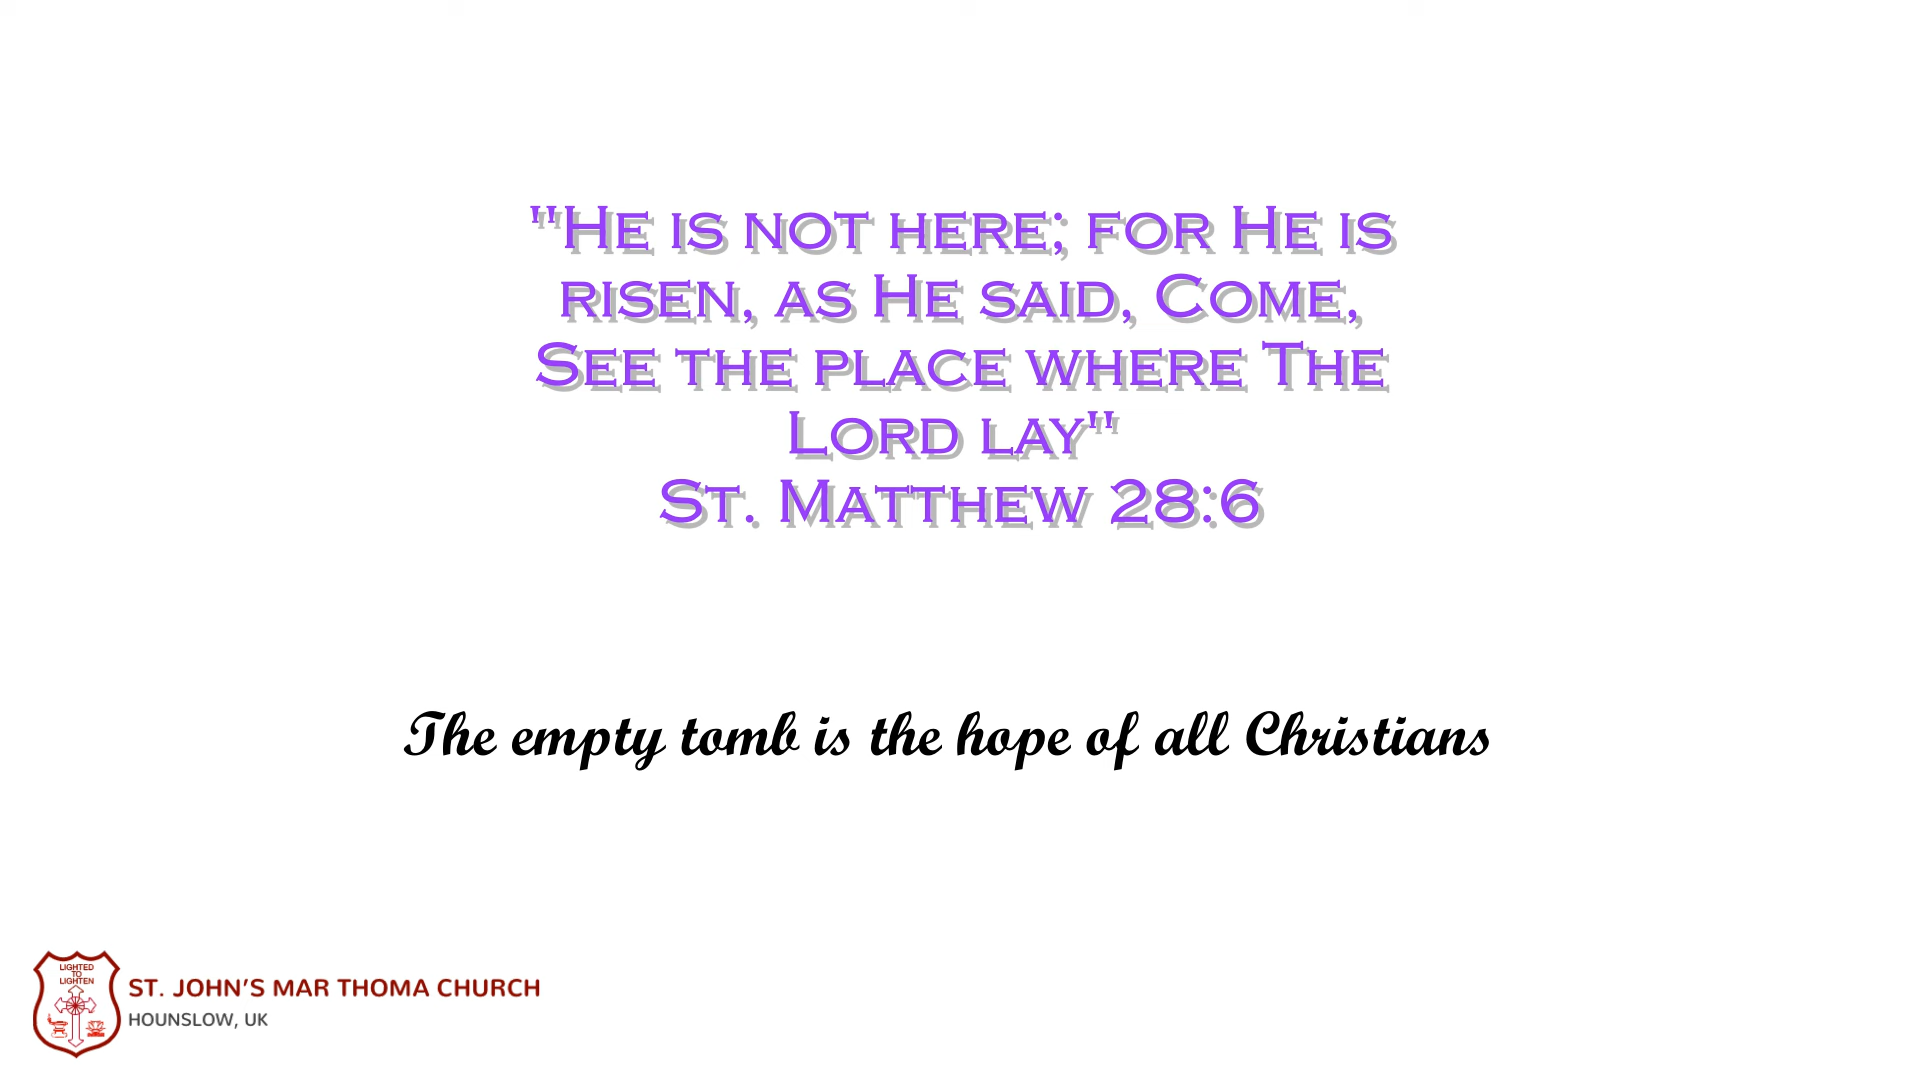 "He is not here; for He is
risen, as He said, Come,
See the place where The
Lord lay"
St. Matthew 28:6
The empty tomb is the hope of all Christians
LIGHTED
TO
LIGHTEN
ST. JOHN'S MAR THOMA CHURCH
HOUNSLOW, UK